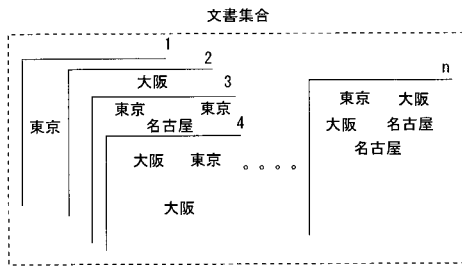 文書集合
1
2
大阪
3
n
東京 東京
東京 大阪
東京
名古屋
4
大阪 名古屋
名古屋
大阪 東京
。。。。
大阪